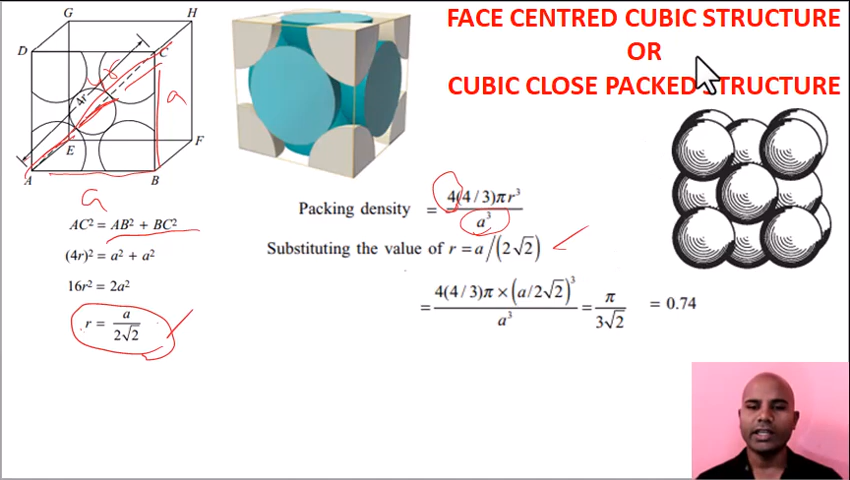 FACE CENTRED CUBIC STRUCTURE
OR
CUBIC CLOSE PACKED STRUCTURE
G
H
D
C
4r
a
E
F
A
B
a
AC² = AB² + BC²
(4r)² = a² + a²
16r² = 2a²
r = a / 2√2
Packing density = 4(4/3)πr³ / a³
Substituting the value of r = a/(2√2)
= 4(4/3)π × (a/2√2)³ / a³ = π / 3√2 = 0.74